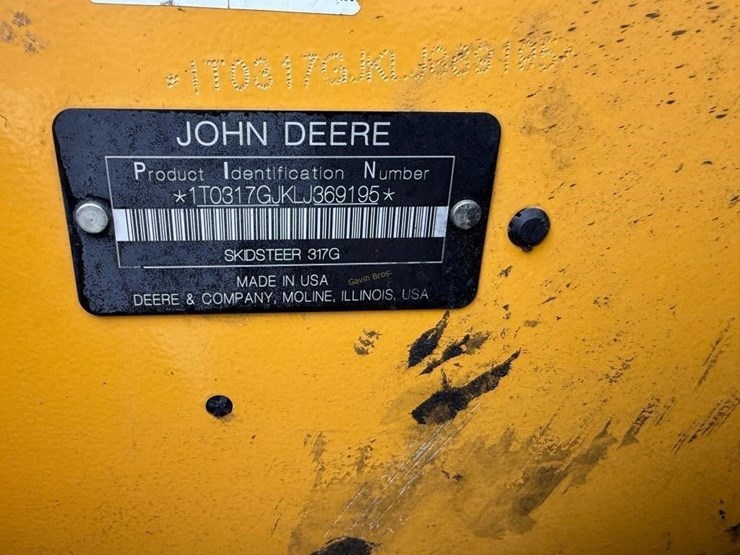 *1T0317GJKLJ369195*
JOHN DEERE
Product Identification Number
*1T0317GJKLJ369195*
SKIDSTEER 317G
MADE IN USA
Gavin Bros.
DEERE & COMPANY, MOLINE, ILLINOIS, USA